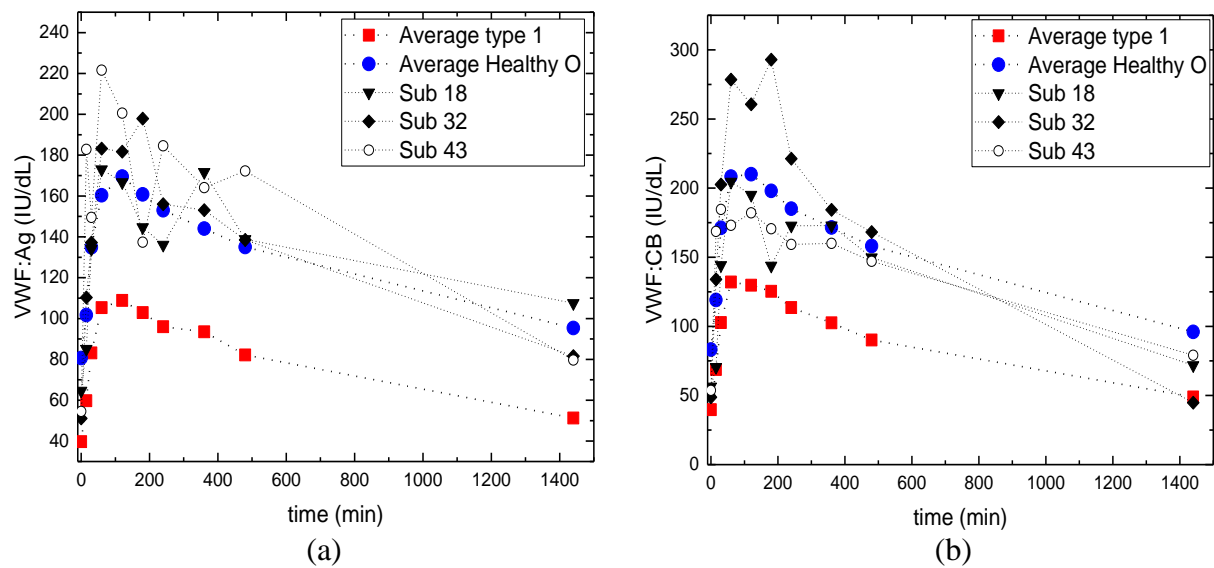 240
220
200
180
160
140
120
100
80
60
40
VWF:Ag (IU/dL)
0 200 400 600 800 1000 1200 1400
time (min)
Average type 1
Average Healthy O
Sub 18
Sub 32
Sub 43
(a)
300
250
200
150
100
50
0
VWF:CB (IU/dL)
0 200 400 600 800 1000 1200 1400
time (min)
Average type 1
Average Healthy O
Sub 18
Sub 32
Sub 43
(b)